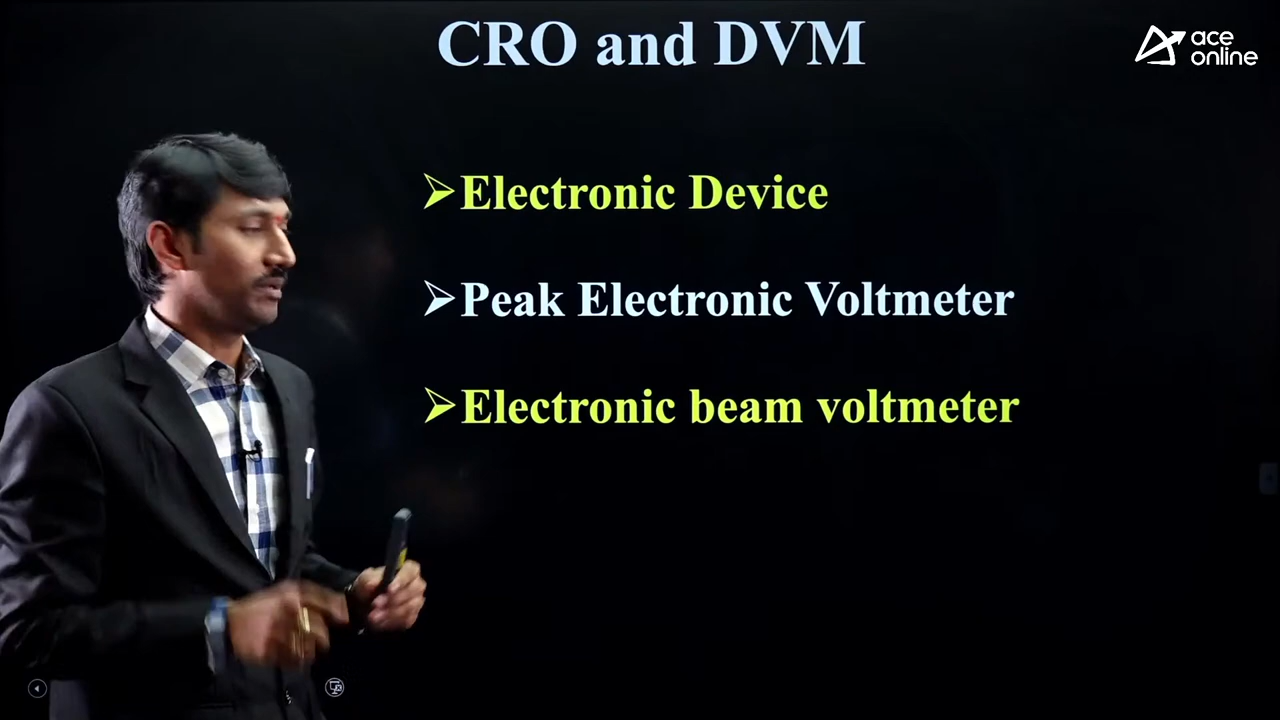 CRO and DVM
ace
online
➢Electronic Device
➢Peak Electronic Voltmeter
➢Electronic beam voltmeter